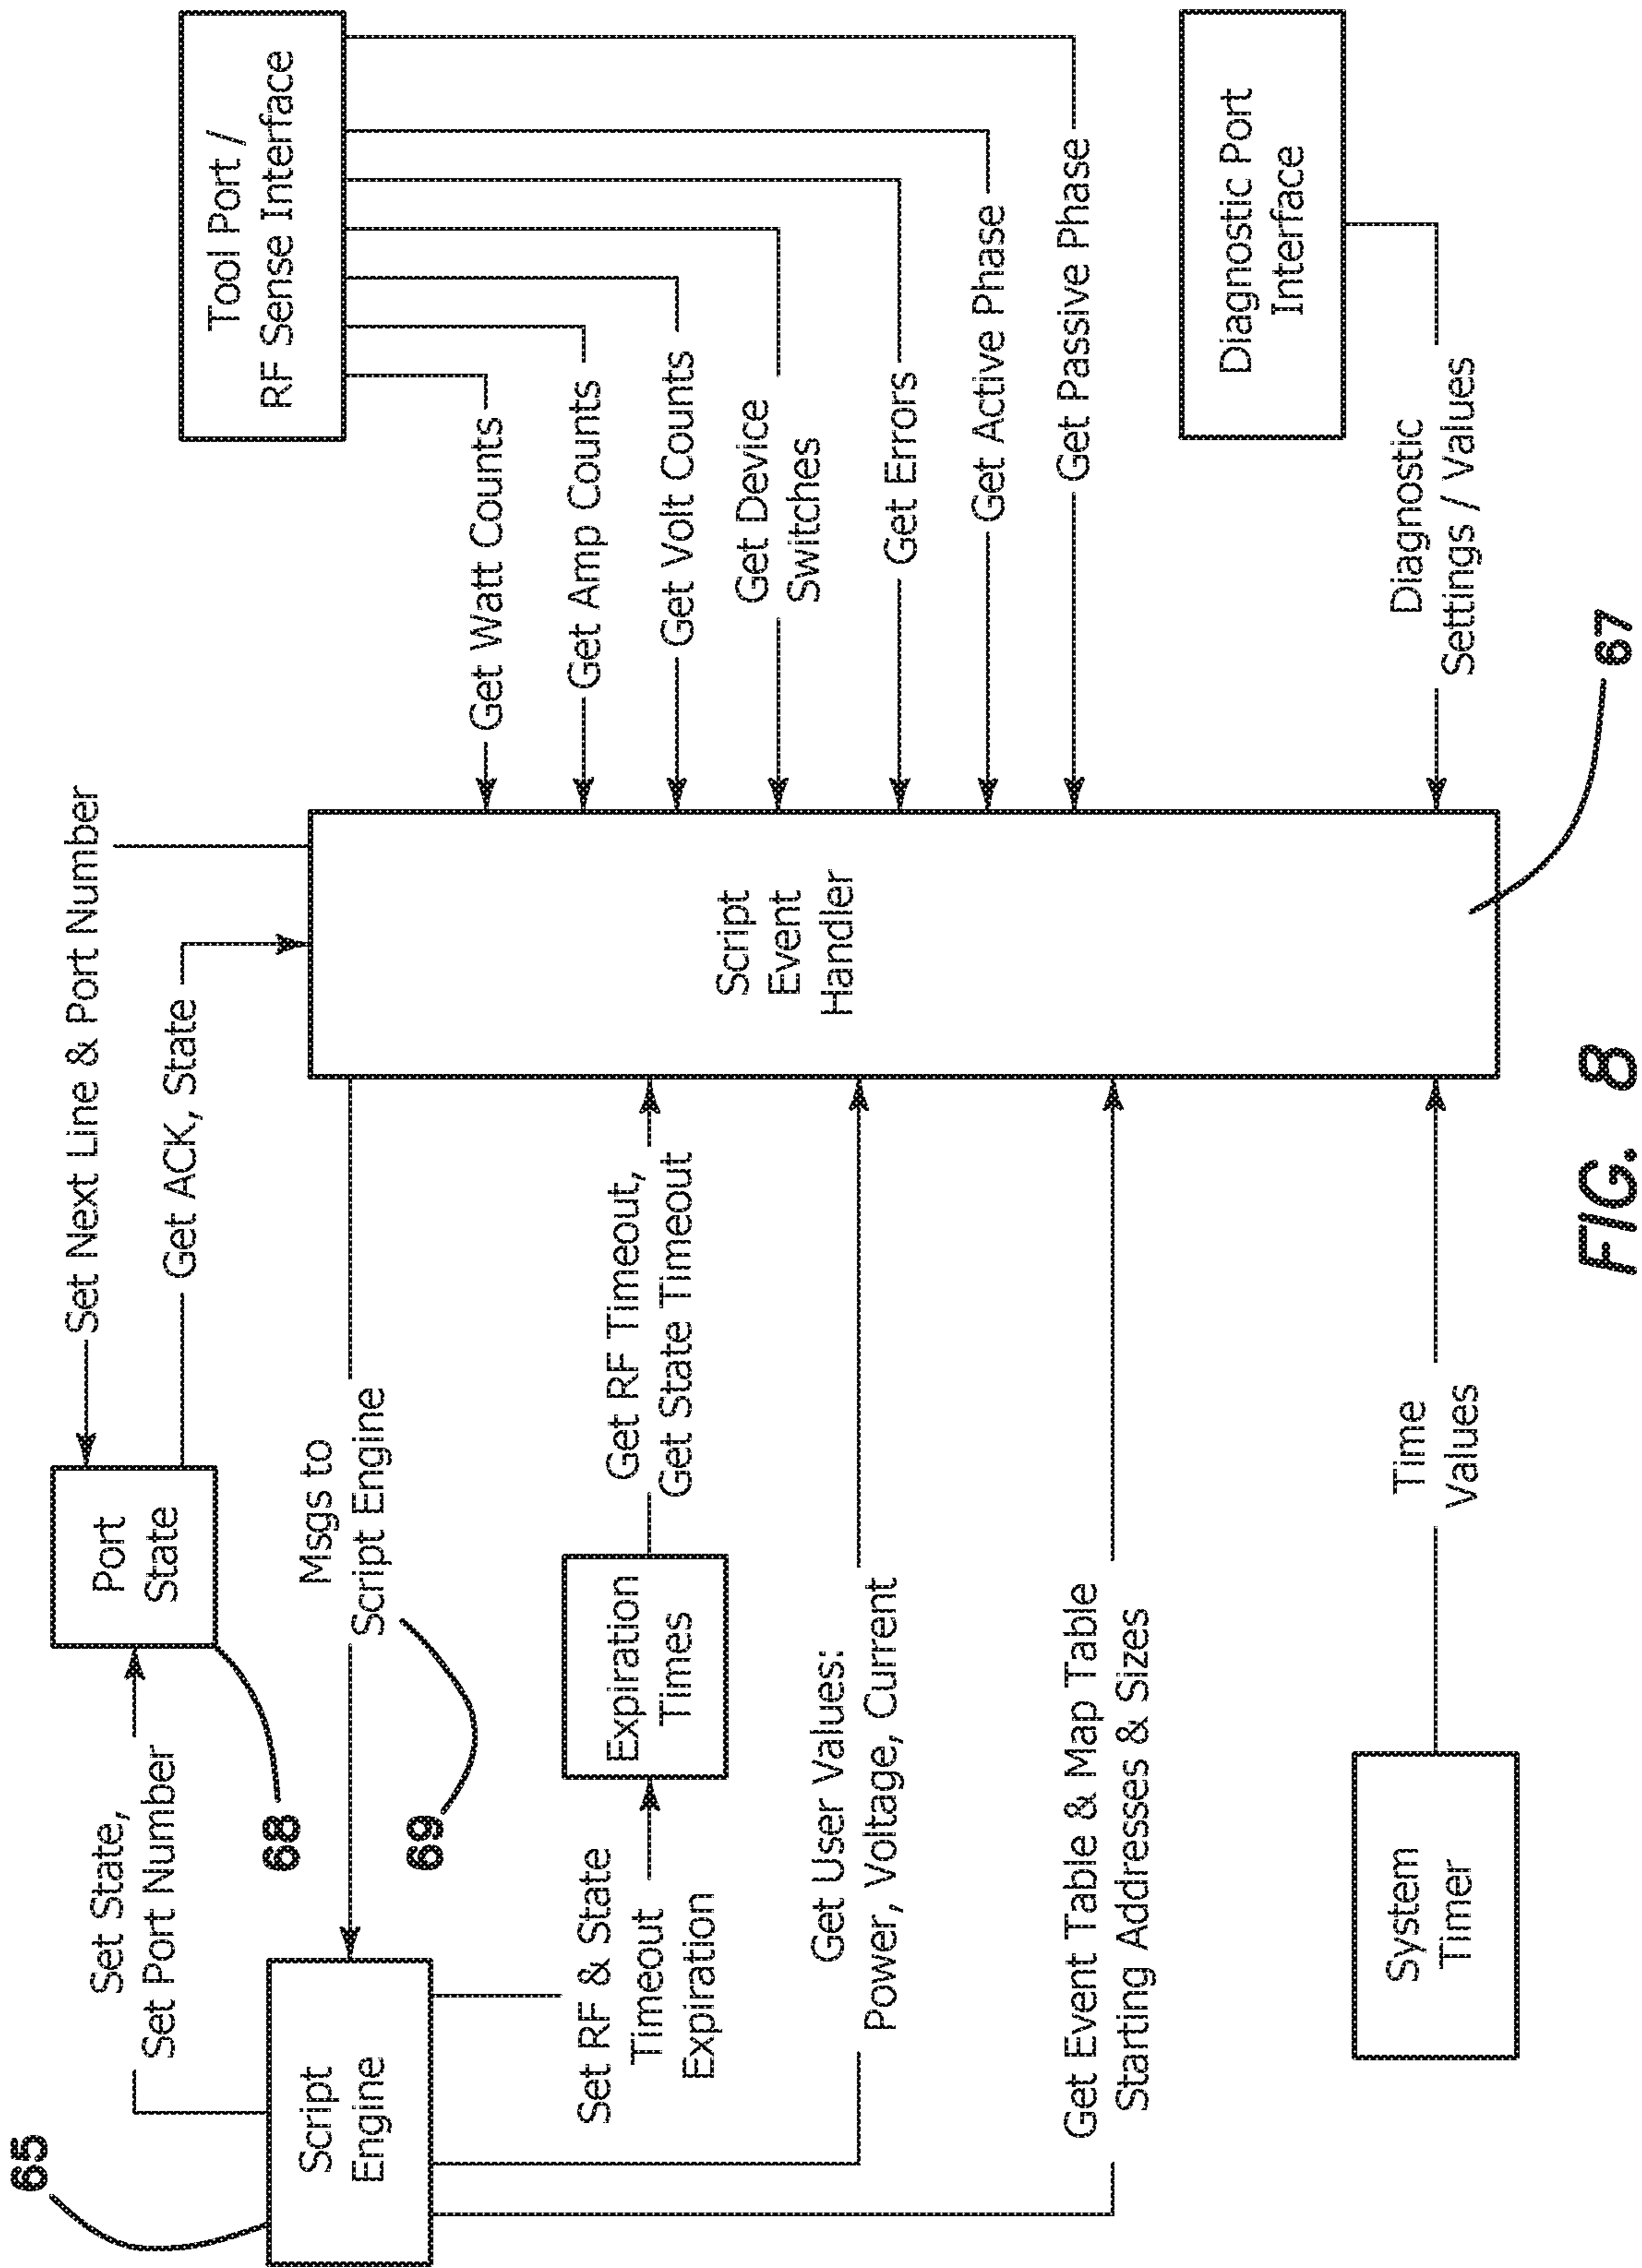 65
Script
Engine
Set State,
Set Port Number
68
Port
State
Set Next Line & Port Number
Get ACK, State
Msgs to
Script Engine
69
Set RF & State
Timeout
Expiration
Expiration
Times
Get RF Timeout,
Get State Timeout
Get User Values:
Power, Voltage, Current
Get Event Table & Map Table
Starting Addresses & Sizes
System
Timer
Time
Values
Script
Event
Handler
67
Tool Port /
RF Sense Interface
Get Watt Counts
Get Amp Counts
Get Volt Counts
Get Device
Switches
Get Errors
Get Active Phase
Get Passive Phase
Diagnostic Port
Interface
Diagnostic
Settings / Values
FIG. 8